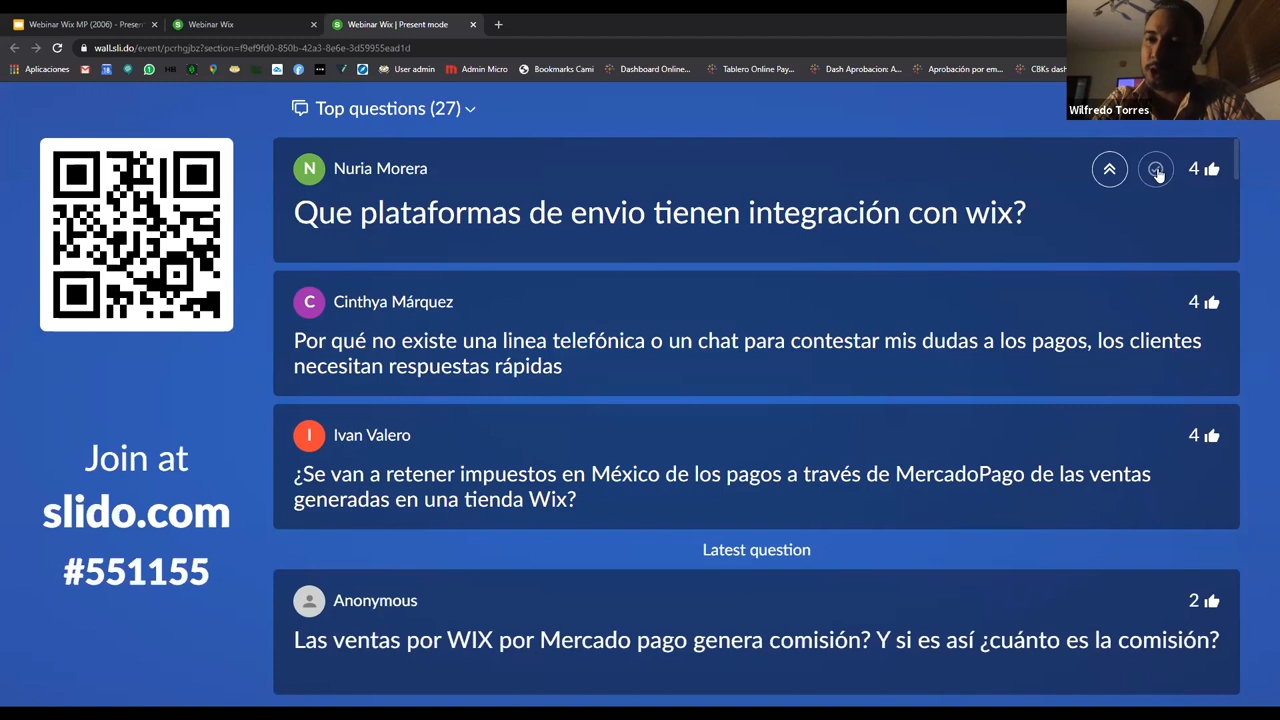 Webinar Wix MP (2006) - Presen
Webinar Wix
Webinar Wix | Present mode
wall.sli.do/event/pcrhgjbz?section=f9ef9fd0-850b-42a3-8e6e-3d59955ead1d
Aplicaciones
HB
User admin
Admin Micro
Bookmarks Cami
Dashboard Online...
Tablero Online Pay...
Dash Aprobacion: A...
Aprobación por em...
CBKs dash
Wilfredo Torres
Top questions (27)
N
Nuria Morera
4
Que plataformas de envio tienen integración con wix?
C
Cinthya Márquez
4
Por qué no existe una linea telefónica o un chat para contestar mis dudas a los pagos, los clientes
necesitan respuestas rápidas
I
Ivan Valero
4
¿Se van a retener impuestos en México de los pagos a través de MercadoPago de las ventas
generadas en una tienda Wix?
Join at
slido.com
#551155
Latest question
Anonymous
2
Las ventas por WIX por Mercado pago genera comisión? Y si es así ¿cuánto es la comisión?